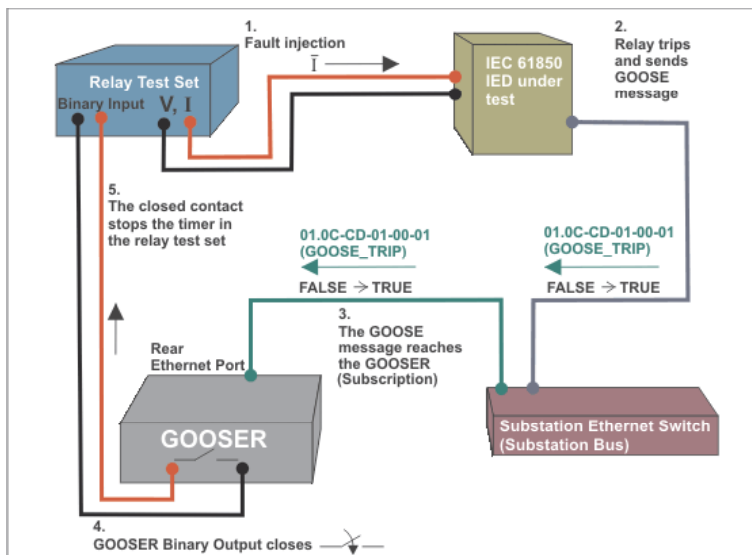 1.
Fault injection
I
Relay Test Set
Binary Input
V, I
IEC 61850
IED under
test
2.
Relay trips
and sends
GOOSE
message
5.
The closed contact
stops the timer in
the relay test set
01.0C-CD-01-00-01
(GOOSE_TRIP)
FALSE → TRUE
01.0C-CD-01-00-01
(GOOSE_TRIP)
FALSE → TRUE
3.
The GOOSE
message reaches
the GOOSER
(Subscription)
Rear
Ethernet Port
GOOSER
Substation Ethernet Switch
(Substation Bus)
4.
GOOSER Binary Output closes